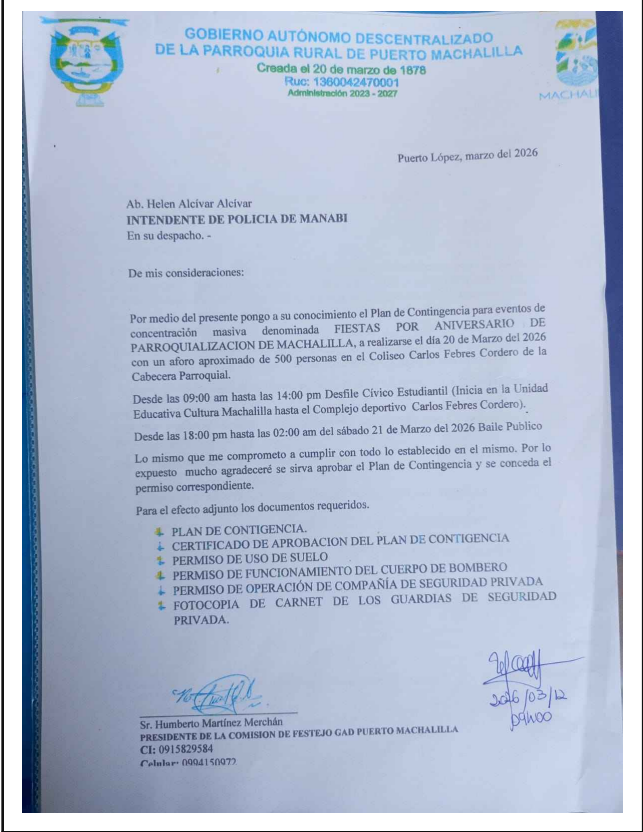 GOBIERNO AUTÓNOMO DESCENTRALIZADO
DE LA PARROQUIA RURAL DE PUERTO MACHALILLA
Creada el 20 de marzo de 1878
Ruc: 1360042470001
Administración 2023 - 2027
MACHALI
Puerto López, marzo del 2026
Ab. Helen Alcivar Alcivar
INTENDENTE DE POLICIA DE MANABI
En su despacho. -
De mis consideraciones:
Por medio del presente pongo a su conocimiento el Plan de Contingencia para eventos de
concentración masiva denominada FIESTAS POR ANIVERSARIO DE
PARROQUIALIZACION DE MACHALILLA, a realizarse el día 20 de Marzo del 2026
con un aforo aproximado de 500 personas en el Coliseo Carlos Febres Cordero de la
Cabecera Parroquial.
Desde las 09:00 am hasta las 14:00 pm Desfile Cívico Estudiantil (Inicia en la Unidad
Educativa Cultura Machalilla hasta el Complejo deportivo Carlos Febres Cordero).
Desde las 18:00 pm hasta las 02:00 am del sábado 21 de Marzo del 2026 Baile Publico
Lo mismo que me comprometo a cumplir con todo lo establecido en el mismo. Por lo
expuesto mucho agradeceré se sirva aprobar el Plan de Contingencia y se conceda el
permiso correspondiente.
Para el efecto adjunto los documentos requeridos.
PLAN DE CONTIGENCIA.
CERTIFICADO DE APROBACION DEL PLAN DE CONTIGENCIA
PERMISO DE USO DE SUELO
PERMISO DE FUNCIONAMIENTO DEL CUERPO DE BOMBERO
PERMISO DE OPERACIÓN DE COMPAÑÍA DE SEGURIDAD PRIVADA
FOTOCOPIA DE CARNET DE LOS GUARDIAS DE SEGURIDAD
PRIVADA.
2026/03/12
09h00
Sr. Humberto Martínez Merchán
PRESIDENTE DE LA COMISION DE FESTEJO GAD PUERTO MACHALILLA
CI: 0915829584
Celular: 0994150972